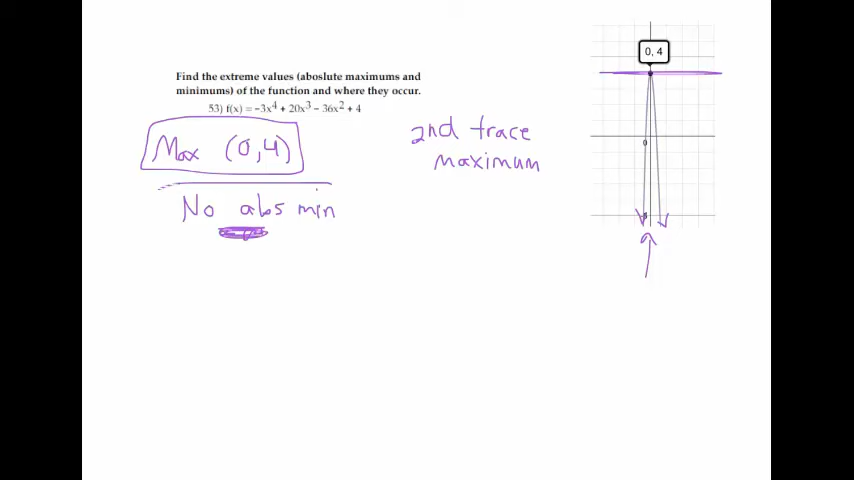 Find the extreme values (aboslute maximums and
minimums) of the function and where they occur.
53) f(x) = -3x⁴ + 20x³ - 36x² + 4
Max (0,4)
No abs min
2nd trace
maximum
0, 4
0